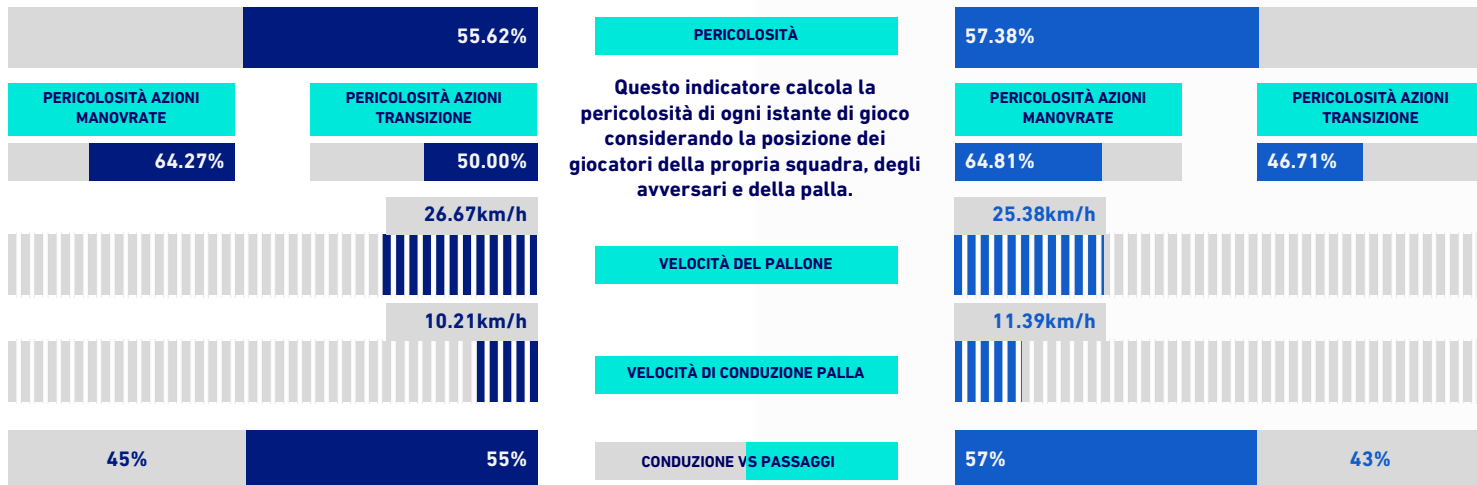 55.62%
PERICOLOSITÀ
57.38%
PERICOLOSITÀ AZIONI
MANOVRATE
PERICOLOSITÀ AZIONI
TRANSIZIONE
64.27%
50.00%
Questo indicatore calcola la
pericolosità di ogni istante di gioco
considerando la posizione dei
giocatori della propria squadra, degli
avversari e della palla.
PERICOLOSITÀ AZIONI
MANOVRATE
PERICOLOSITÀ AZIONI
TRANSIZIONE
64.81%
46.71%
26.67km/h
VELOCITÀ DEL PALLONE
25.38km/h
10.21km/h
VELOCITÀ DI CONDUZIONE PALLA
11.39km/h
45%
55%
CONDUZIONE VS PASSAGGI
57%
43%